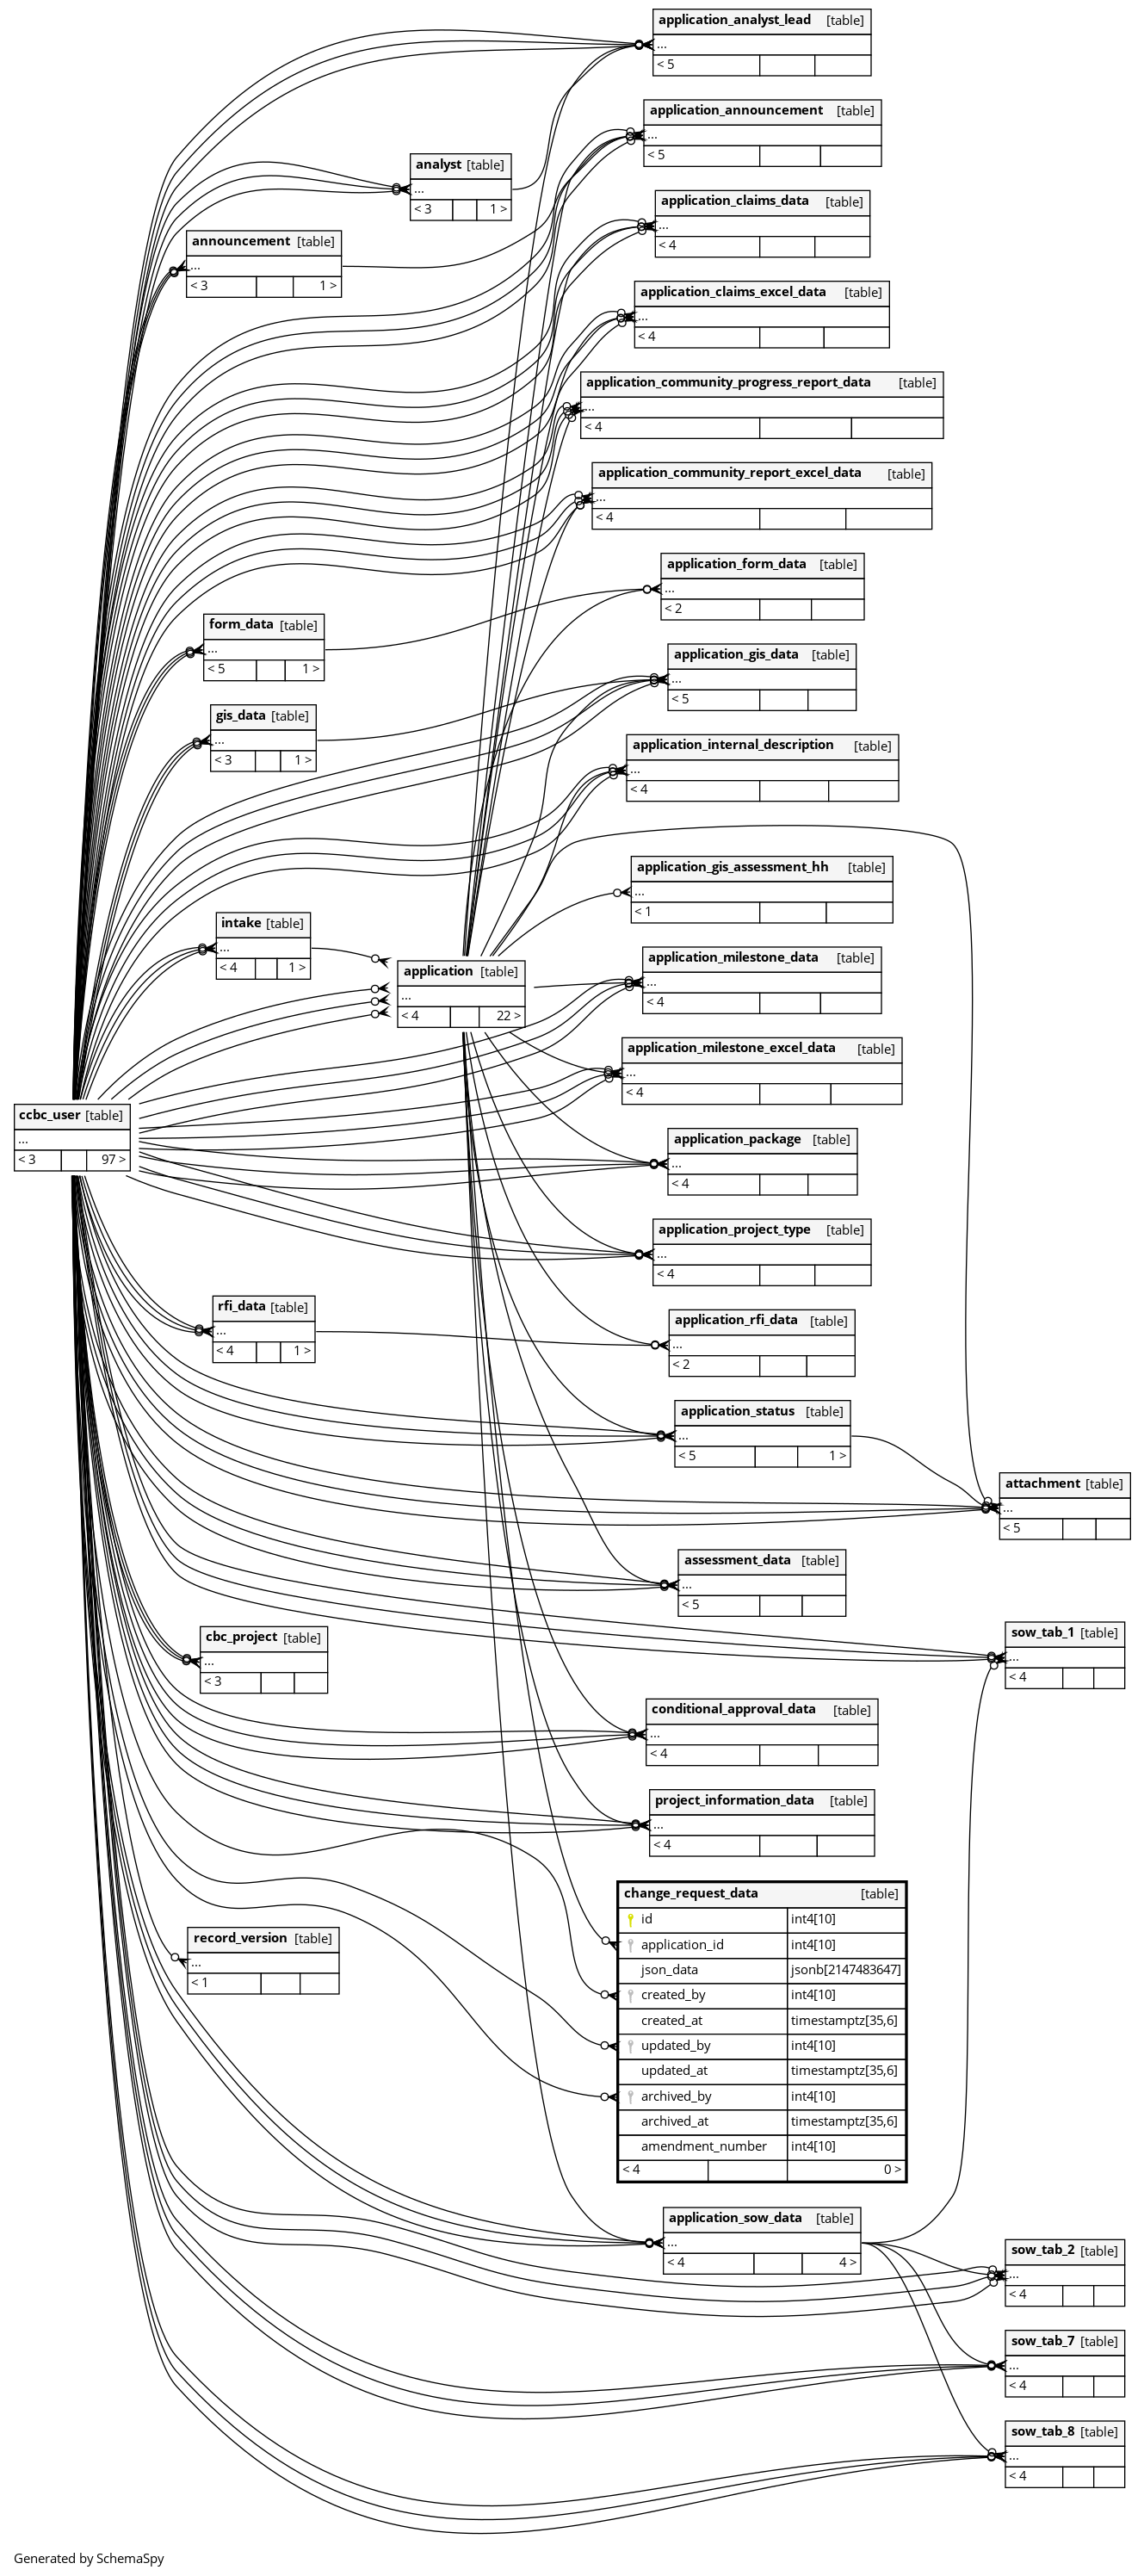 application_analyst_lead [table]
...
< 5
application_announcement [table]
...
< 5
analyst [table]
...
< 3 1 >
application_claims_data [table]
...
< 4
announcement [table]
...
< 3 1 >
application_claims_excel_data [table]
...
< 4
application_community_progress_report_data [table]
...
< 4
application_community_report_excel_data [table]
...
< 4
application_form_data [table]
...
< 2
form_data [table]
...
< 5 1 >
application_gis_data [table]
...
< 5
gis_data [table]
...
< 3 1 >
application_internal_description [table]
...
< 4
application_gis_assessment_hh [table]
...
< 1
intake [table]
...
< 4 1 >
application_milestone_data [table]
...
< 4
application [table]
...
< 4 22 >
application_milestone_excel_data [table]
...
< 4
ccbc_user [table]
...
< 3 97 >
application_package [table]
...
< 4
application_project_type [table]
...
< 4
rfi_data [table]
...
< 4 1 >
application_rfi_data [table]
...
< 2
application_status [table]
...
< 5 1 >
attachment [table]
...
< 5
assessment_data [table]
...
< 5
sow_tab_1 [table]
...
< 4
cbc_project [table]
...
< 3
conditional_approval_data [table]
...
< 4
project_information_data [table]
...
< 4
change_request_data [table]
id int4[10]
application_id int4[10]
json_data jsonb[2147483647]
created_by int4[10]
created_at timestamptz[35,6]
updated_by int4[10]
updated_at timestamptz[35,6]
archived_by int4[10]
archived_at timestamptz[35,6]
amendment_number int4[10]
< 4 0 >
record_version [table]
...
< 1
application_sow_data [table]
...
< 4 4 >
sow_tab_2 [table]
...
< 4
sow_tab_7 [table]
...
< 4
sow_tab_8 [table]
...
< 4
Generated by SchemaSpy